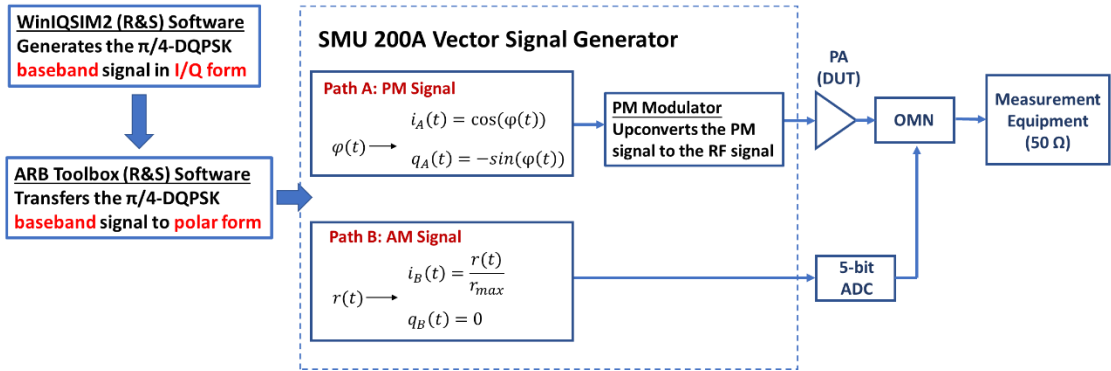 WinIQSIM2 (R&S) Software
Generates the π/4-DQPSK
baseband signal in I/Q form
ARB Toolbox (R&S) Software
Transfers the π/4-DQPSK
baseband signal to polar form
SMU 200A Vector Signal Generator
Path A: PM Signal
i_A(t) = cos(φ(t))
φ(t)
q_A(t) = −sin(φ(t))
PM Modulator
Upconverts the PM
signal to the RF signal
Path B: AM Signal
i_B(t) = r(t)/r_max
r(t)
q_B(t) = 0
PA
(DUT)
OMN
Measurement
Equipment
(50 Ω)
5-bit
ADC